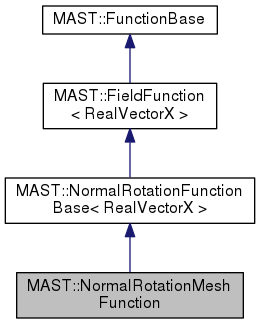 MAST::FunctionBase
MAST::FieldFunction
< RealVectorX >
MAST::NormalRotationFunction
Base< RealVectorX >
MAST::NormalRotationMesh
Function